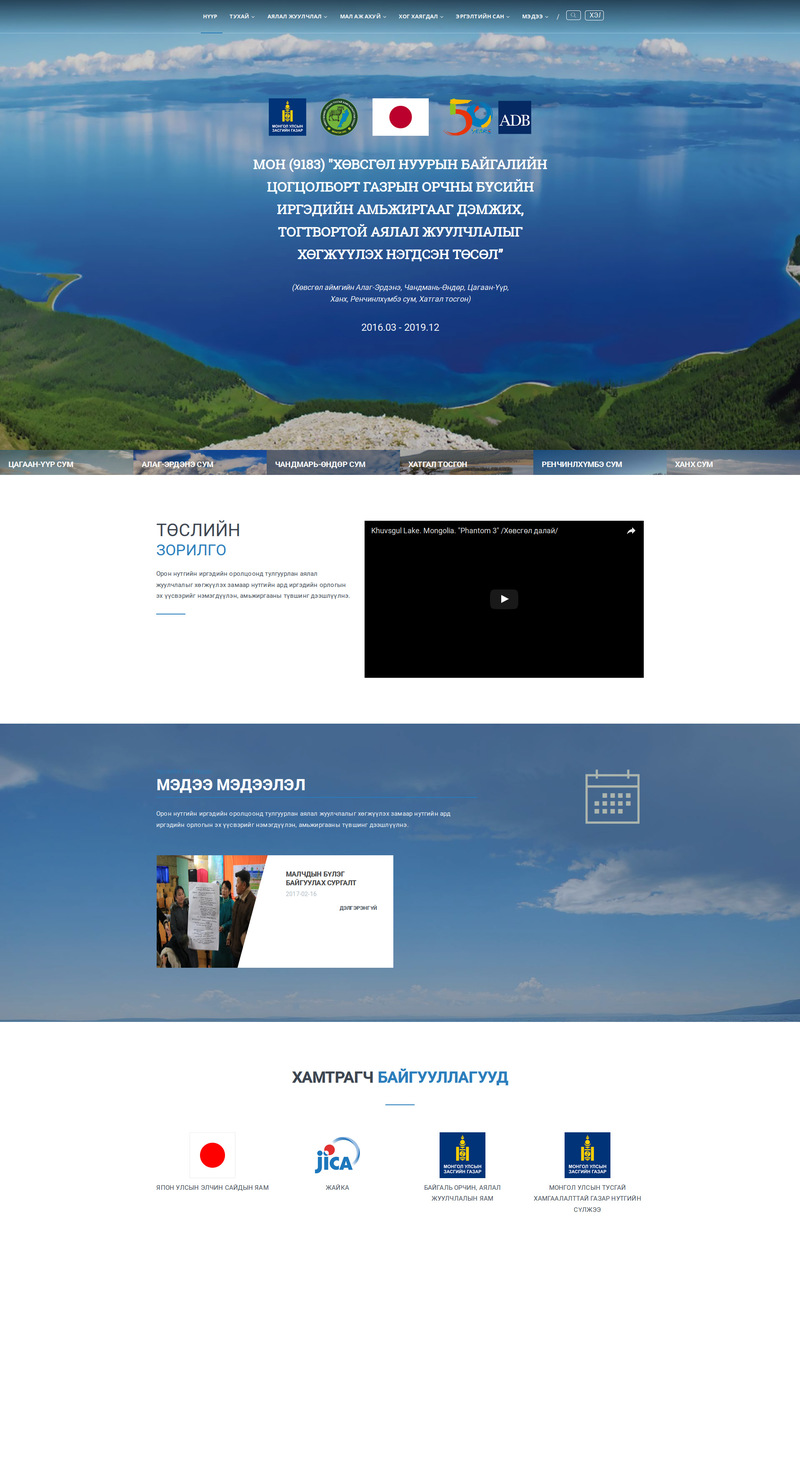 НҮҮР ТУХАЙ АЯЛАЛ ЖУУЛЧЛАЛ МАЛ АЖ АХУЙ ХОГ ХАЯГДАЛ ЭРГЭЛТИЙН САН МЭДЭЭ / ХЭЛ
МОНГОЛ УЛСЫН
ЗАСГИЙН ГАЗАР
ADB
МОН (9183) "ХӨВСГӨЛ НУУРЫН БАЙГАЛИЙН
ЦОГЦОЛБОРТ ГАЗРЫН ОРЧНЫ БҮСИЙН
ИРГЭДИЙН АМЬЖИРГААГ ДЭМЖИХ,
ТОГТВОРТОЙ АЯЛАЛ ЖУУЛЧЛАЛЫГ
ХӨГЖҮҮЛЭХ НЭГДСЭН ТӨСӨЛ"
(Хөвсгөл аймгийн Алаг-Эрдэнэ, Чандмань-Өндөр, Цагаан-Үүр,
Ханх, Ренчинлхүмбэ сум, Хатгал тосгон)
2016.03 - 2019.12
ЦАГААН-ҮҮР СУМ АЛАГ-ЭРДЭНЭ СУМ ЧАНДМАРЬ-ӨНДӨР СУМ ХАТГАЛ ТОСГОН РЕНЧИНЛХҮМБЭ СУМ ХАНХ СУМ
ТӨСЛИЙН
ЗОРИЛГО
Орон нутгийн иргэдийн оролцоонд тулгуурлан аялал
жуулчлалыг хөгжүүлэх замаар нутгийн ард иргэдийн орлогын
эх үүсвэрийг нэмэгдүүлэн, амьжиргааны түвшинг дээшлүүлнэ.
Khuvsgul Lake. Mongolia. "Phantom 3" /Хөвсгөл далай/
МЭДЭЭ МЭДЭЭЛЭЛ
Орон нутгийн иргэдийн оролцоонд тулгуурлан аялал жуулчлалыг хөгжүүлэх замаар нутгийн ард
иргэдийн орлогын эх үүсвэрийг нэмэгдүүлэн, амьжиргааны түвшинг дээшлүүлнэ.
МАЛЧДЫН БҮЛЭГ
БАЙГУУЛАХ СУРГАЛТ
2017-02-16
ДЭЛГЭРЭНГҮЙ
ХАМТРАГЧ БАЙГУУЛЛАГУУД
jICA
МОНГОЛ УЛСЫН
ЗАСГИЙН ГАЗАР
МОНГОЛ УЛСЫН
ЗАСГИЙН ГАЗАР
ЯПОН УЛСЫН ЭЛЧИН САЙДЫН ЯАМ
ЖАЙКА
БАЙГАЛЬ ОРЧИН, АЯЛАЛ
ЖУУЛЧЛАЛЫН ЯАМ
МОНГОЛ УЛСЫН ТУСГАЙ
ХАМГААЛАЛТТАЙ ГАЗАР НУТГИЙН
СҮЛЖЭЭ